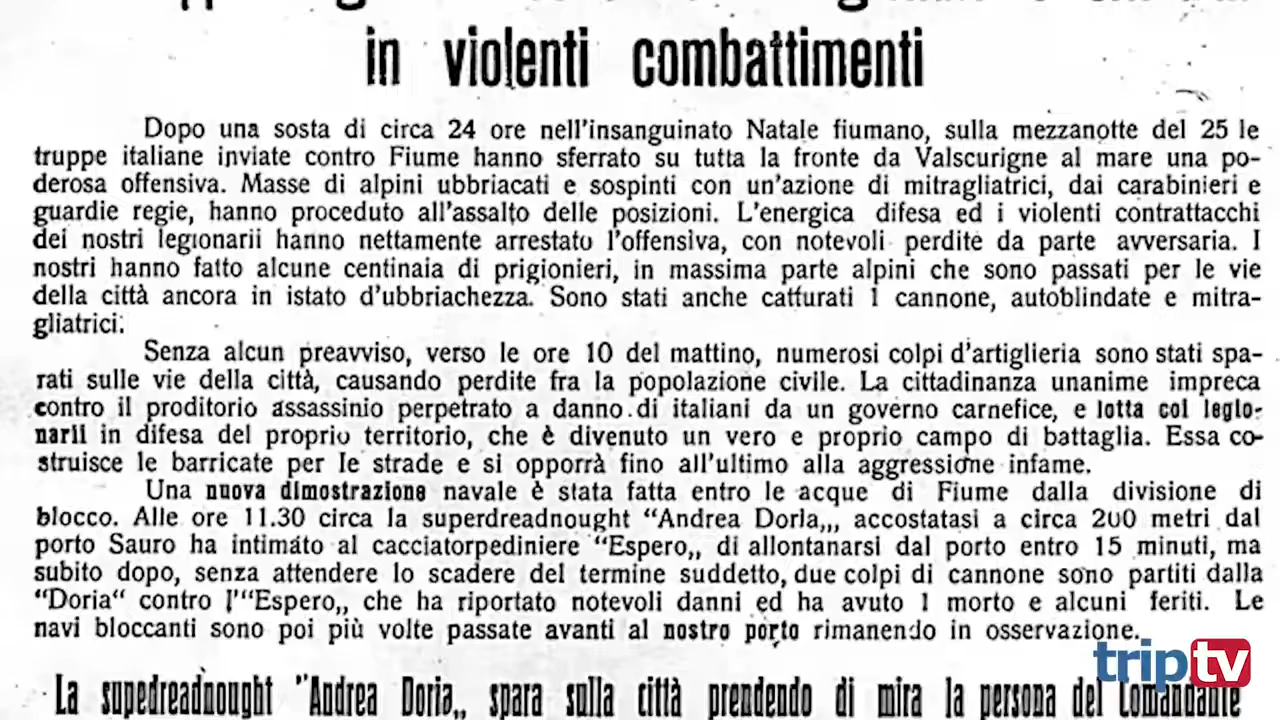 in violenti combattimenti
Dopo una sosta di circa 24 ore nell'insanguinato Natale fiumano, sulla mezzanotte del 25 le
truppe italiane inviate contro Fiume hanno sferrato su tutta la fronte da Valscurigne al mare una po-
derosa offensiva. Masse di alpini ubbriacati e sospinti con un'azione di mitragliatrici, dai carabinieri e
guardie regie, hanno proceduto all'assalto delle posizioni. L'energica difesa ed i violenti contrattacchi
dei nostri legionarii hanno nettamente arrestato l'offensiva, con notevoli perdite da parte avversaria. I
nostri hanno fatto alcune centinaia di prigionieri, in massima parte alpini che sono passati per le vie
della città ancora in istato d'ubbriachezza. Sono stati anche catturati 1 cannone, autoblindate e mitra-
gliatrici.
Senza alcun preavviso, verso le ore 10 del mattino, numerosi colpi d'artiglieria sono stati spa-
rati sulle vie della città, causando perdite fra la popolazione civile. La cittadinanza unanime impreca
contro il proditorio assassinio perpetrato a danno di italiani da un governo carnefice, e lotta coi legio-
narii in difesa del proprio territorio, che è divenuto un vero e proprio campo di battaglia. Essa co-
struisce le barricate per le strade e si opporrà fino all'ultimo alla aggressione infame.
Una nuova dimostrazione navale è stata fatta entro le acque di Fiume dalla divisione di
blocco. Alle ore 11.30 circa la superdreadnought "Andrea Doria,,, accostatasi a circa 200 metri dal
porto Sauro ha intimato al cacciatorpediniere "Espero,, di allontanarsi dal porto entro 15 minuti, ma
subito dopo, senza attendere lo scadere del termine suddetto, due colpi di cannone sono partiti dalla
"Doria" contro l'"Espero,, che ha riportato notevoli danni ed ha avuto 1 morto e alcuni feriti. Le
navi bloccanti sono poi più volte passate avanti al nostro porto rimanendo in osservazione.
La supedreadnought "Andrea Doria,, spara sulla città prendendo di mira la persona del Comandante
triptv